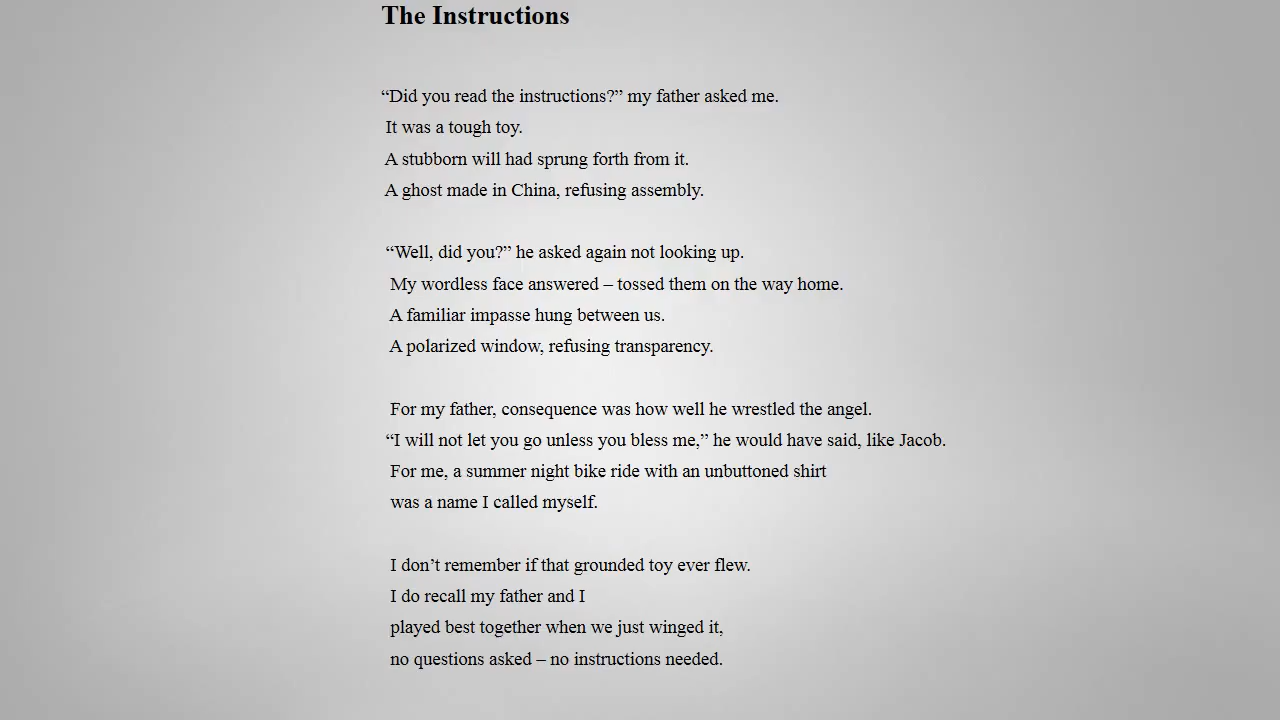 The Instructions
“Did you read the instructions?” my father asked me.
It was a tough toy.
A stubborn will had sprung forth from it.
A ghost made in China, refusing assembly.
“Well, did you?” he asked again not looking up.
My wordless face answered – tossed them on the way home.
A familiar impasse hung between us.
A polarized window, refusing transparency.
For my father, consequence was how well he wrestled the angel.
“I will not let you go unless you bless me,” he would have said, like Jacob.
For me, a summer night bike ride with an unbuttoned shirt
was a name I called myself.
I don’t remember if that grounded toy ever flew.
I do recall my father and I
played best together when we just winged it,
no questions asked – no instructions needed.